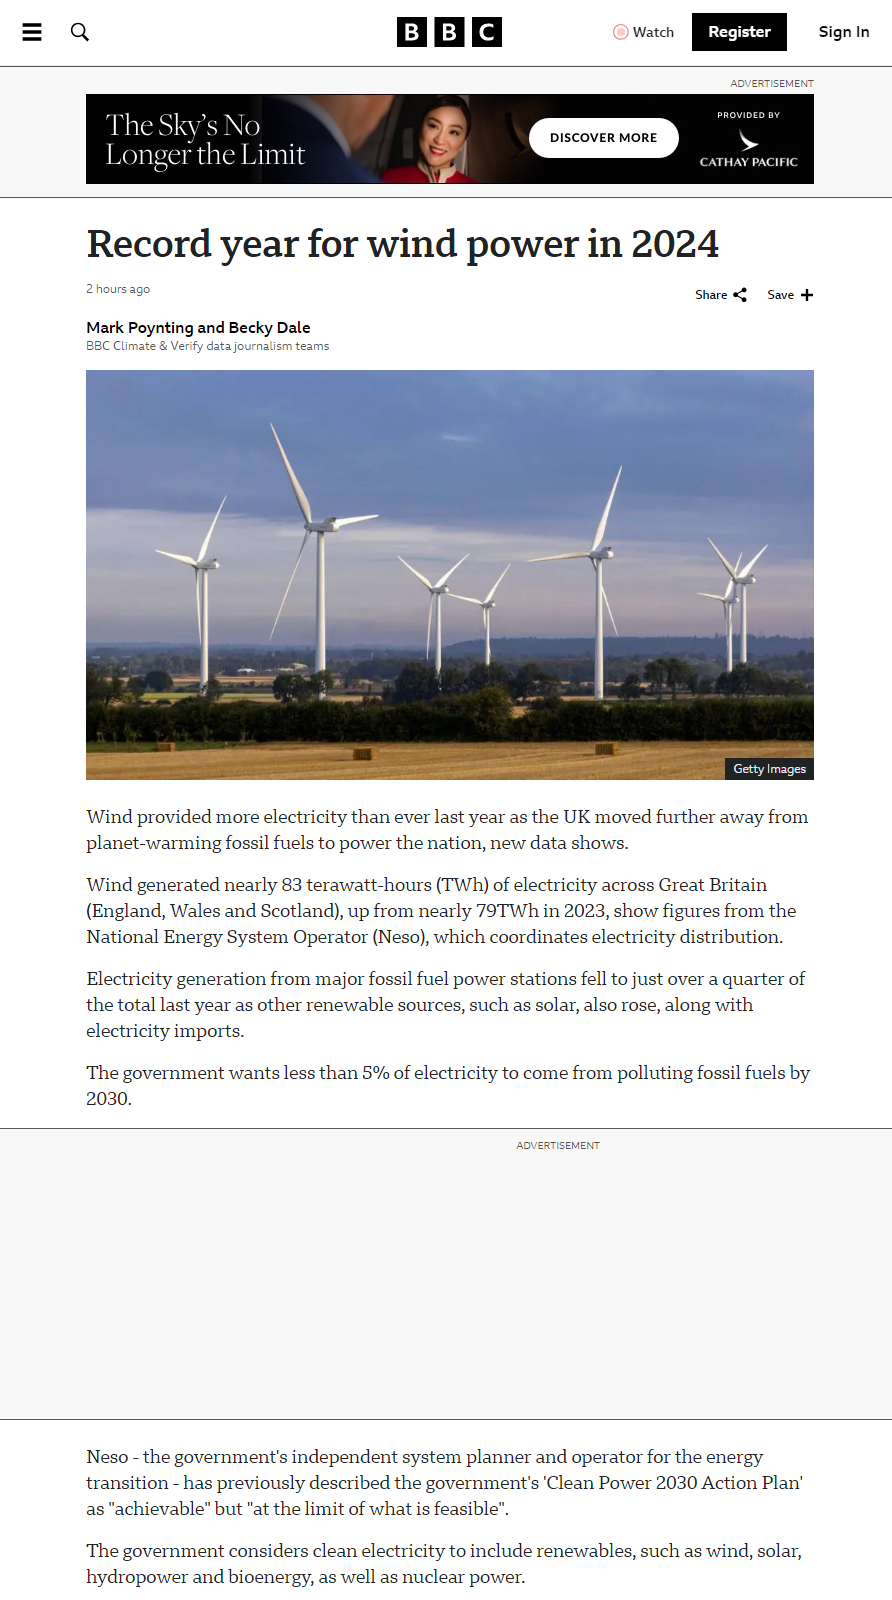 BBC
Watch
Register
Sign In
ADVERTISEMENT
The Sky's No
Longer the Limit
DISCOVER MORE
PROVIDED BY
CATHAY PACIFIC
Record year for wind power in 2024
2 hours ago
Share
Save
Mark Poynting and Becky Dale
BBC Climate & Verify data journalism teams
Getty Images
Wind provided more electricity than ever last year as the UK moved further away from
planet-warming fossil fuels to power the nation, new data shows.
Wind generated nearly 83 terawatt-hours (TWh) of electricity across Great Britain
(England, Wales and Scotland), up from nearly 79TWh in 2023, show figures from the
National Energy System Operator (Neso), which coordinates electricity distribution.
Electricity generation from major fossil fuel power stations fell to just over a quarter of
the total last year as other renewable sources, such as solar, also rose, along with
electricity imports.
The government wants less than 5% of electricity to come from polluting fossil fuels by
2030.
ADVERTISEMENT
Neso - the government's independent system planner and operator for the energy
transition - has previously described the government's 'Clean Power 2030 Action Plan'
as "achievable" but "at the limit of what is feasible".
The government considers clean electricity to include renewables, such as wind, solar,
hydropower and bioenergy, as well as nuclear power.